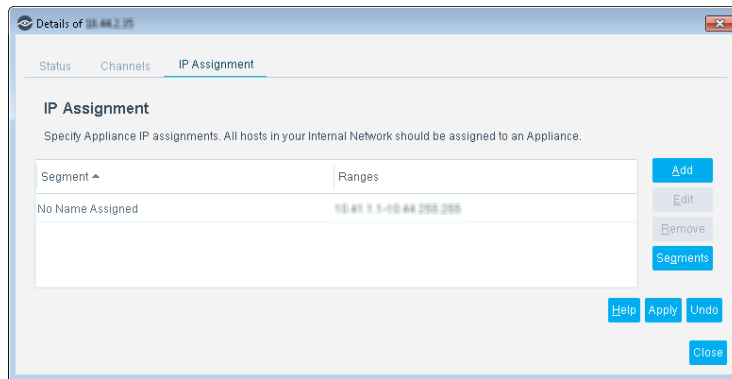 Details of
Status Channels IP Assignment
IP Assignment
Specify Appliance IP assignments. All hosts in your Internal Network should be assigned to an Appliance.
Segment Ranges
No Name Assigned
Add
Edit
Remove
Segments
Help Apply Undo
Close